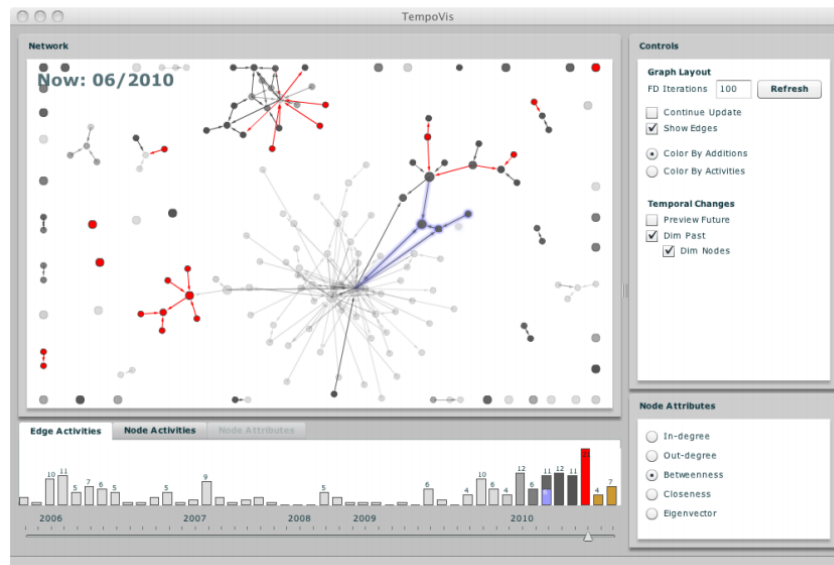 TempoVis
Network
Now: 06/2010
Controls
Graph Layout
FD Iterations 100 Refresh
Continue Update
Show Edges
Color By Additions
Color By Activities
Temporal Changes
Preview Future
Dim Past
Dim Nodes
Edge Activities Node Activities Node Attributes
10 11 5 7 6 5 5 9 5 6 4 10 6 4 12 6 11 12 11 21 4 7
2006 2007 2008 2009 2010
Node Attributes
In-degree
Out-degree
Betweenness
Closeness
Eigenvector